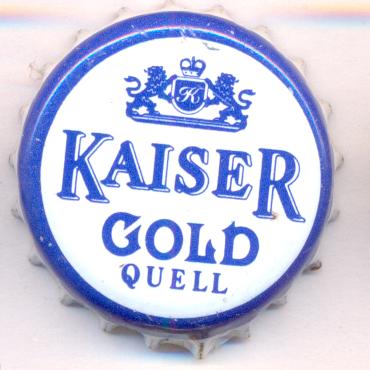 K
KAISER
GOLD
QUELL